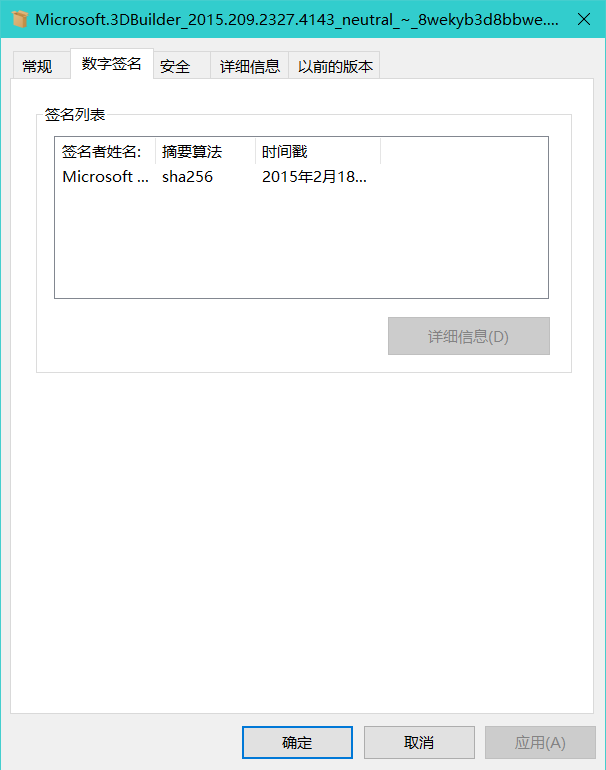 Microsoft.3DBuilder_2015.209.2327.4143_neutral_~_8wekyb3d8bbwe....
常规 数字签名 安全 详细信息 以前的版本
签名列表
签名者姓名: 摘要算法 时间戳
Microsoft ... sha256 2015年2月18...
详细信息(D)
确定 取消 应用(A)